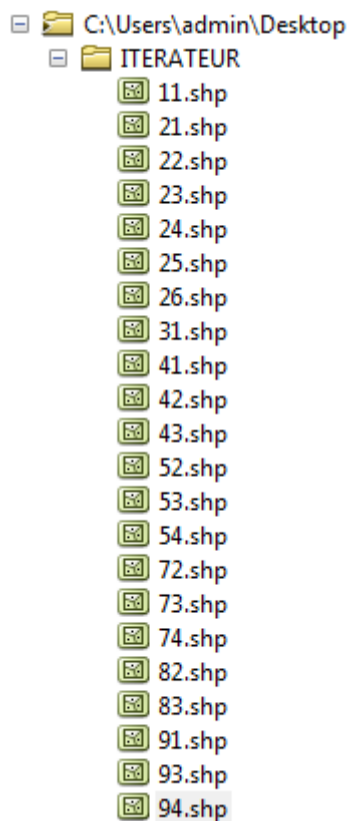 C:\Users\admin\Desktop
ITERATEUR
11.shp
21.shp
22.shp
23.shp
24.shp
25.shp
26.shp
31.shp
41.shp
42.shp
43.shp
52.shp
53.shp
54.shp
72.shp
73.shp
74.shp
82.shp
83.shp
91.shp
93.shp
94.shp